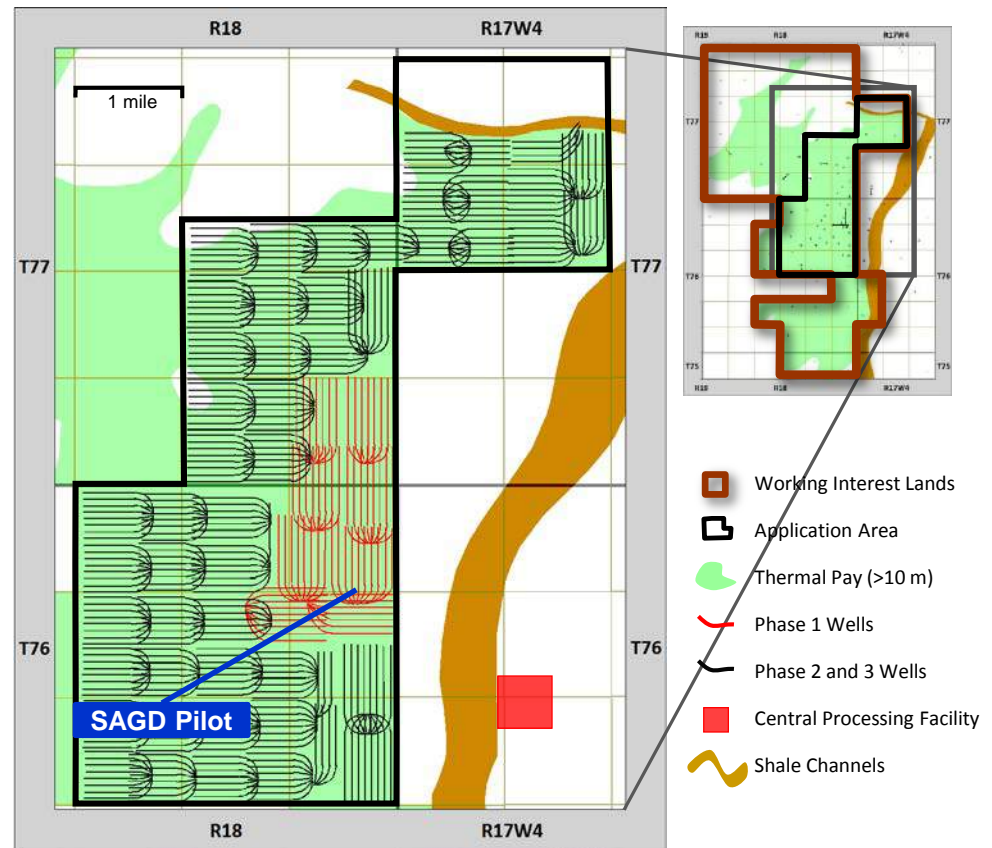 R18
R17W4
1 mile
T77
T77
T76
T76
SAGD Pilot
R18
R17W4
R19
R18
R17W4
T77
T77
T76
T76
T75
T75
R19
R18
R17W4
Working Interest Lands
Application Area
Thermal Pay (>10 m)
Phase 1 Wells
Phase 2 and 3 Wells
Central Processing Facility
Shale Channels